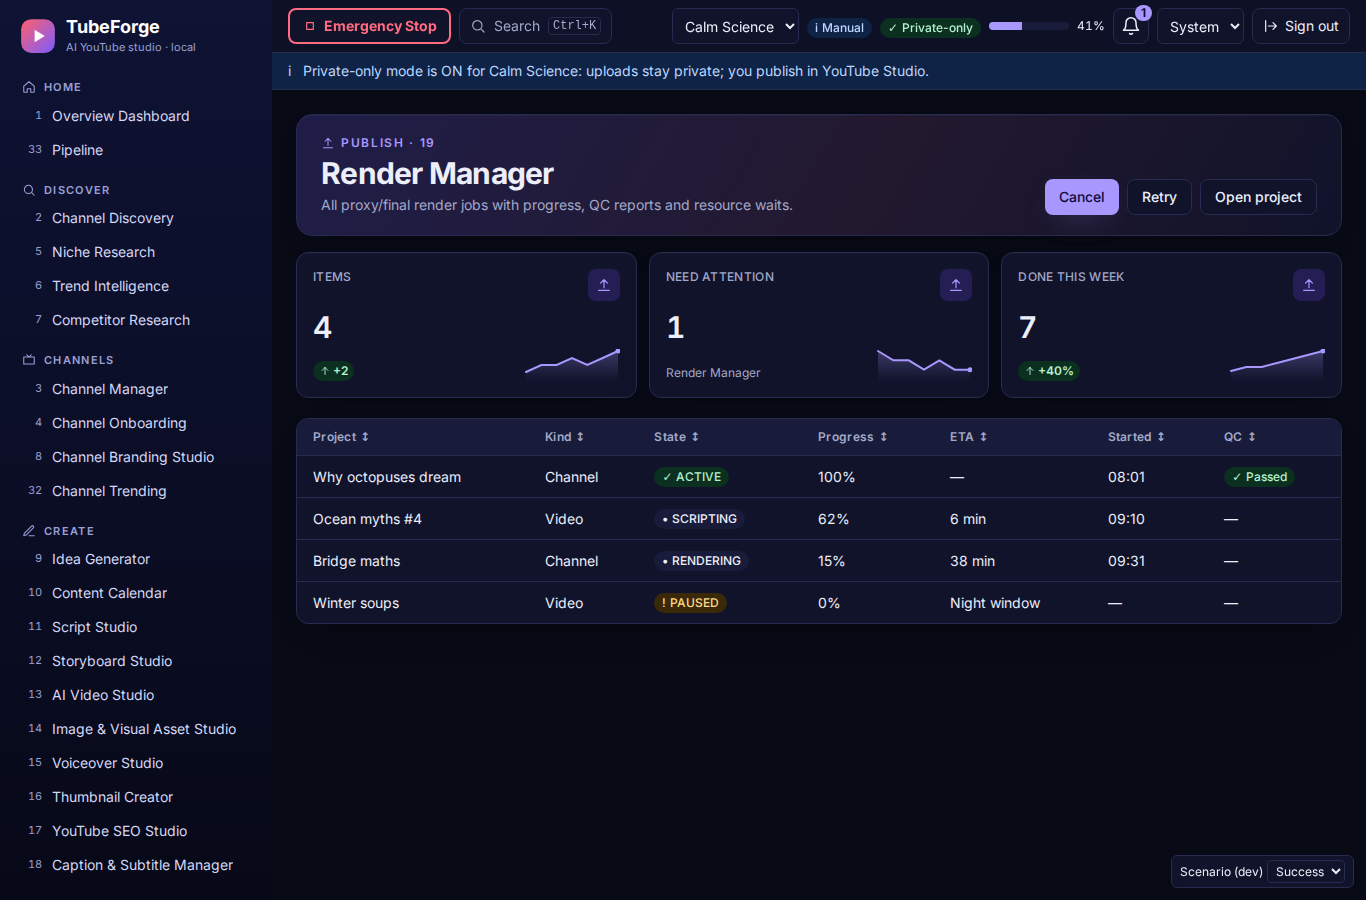 TubeForge
AI YouTube studio · local
HOME
1 Overview Dashboard
33 Pipeline
DISCOVER
2 Channel Discovery
5 Niche Research
6 Trend Intelligence
7 Competitor Research
CHANNELS
3 Channel Manager
4 Channel Onboarding
8 Channel Branding Studio
32 Channel Trending
CREATE
9 Idea Generator
10 Content Calendar
11 Script Studio
12 Storyboard Studio
13 AI Video Studio
14 Image & Visual Asset Studio
15 Voiceover Studio
16 Thumbnail Creator
17 YouTube SEO Studio
18 Caption & Subtitle Manager
Emergency Stop Search Ctrl+K Calm Science i Manual ✓ Private-only 41% 1 System Sign out
i Private-only mode is ON for Calm Science: uploads stay private; you publish in YouTube Studio.
PUBLISH · 19
Render Manager
All proxy/final render jobs with progress, QC reports and resource waits.
Cancel Retry Open project
ITEMS
4
↑ +2
NEED ATTENTION
1
Render Manager
DONE THIS WEEK
7
↑ +40%
Project ↕ Kind ↕ State ↕ Progress ↕ ETA ↕ Started ↕ QC ↕
Why octopuses dream Channel ✓ ACTIVE 100% — 08:01 ✓ Passed
Ocean myths #4 Video • SCRIPTING 62% 6 min 09:10 —
Bridge maths Channel • RENDERING 15% 38 min 09:31 —
Winter soups Video ! PAUSED 0% Night window — —
Scenario (dev) Success